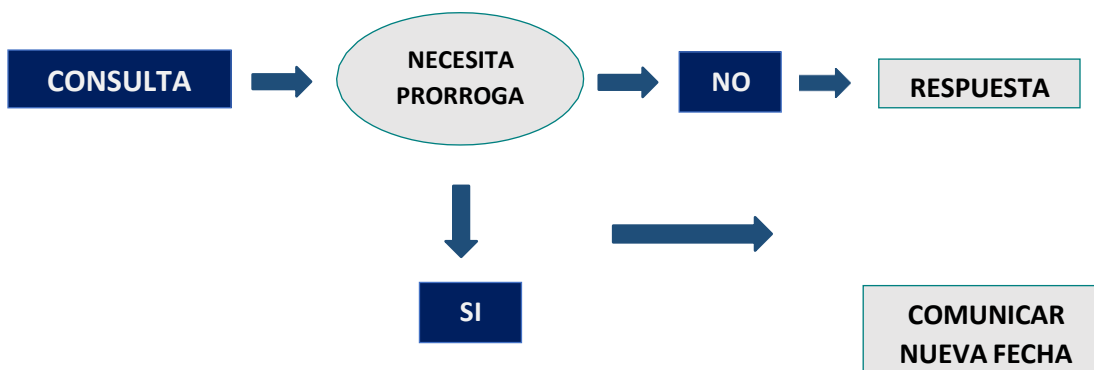 CONSULTA
NECESITA
PRORROGA
NO
RESPUESTA
SI
COMUNICAR
NUEVA FECHA